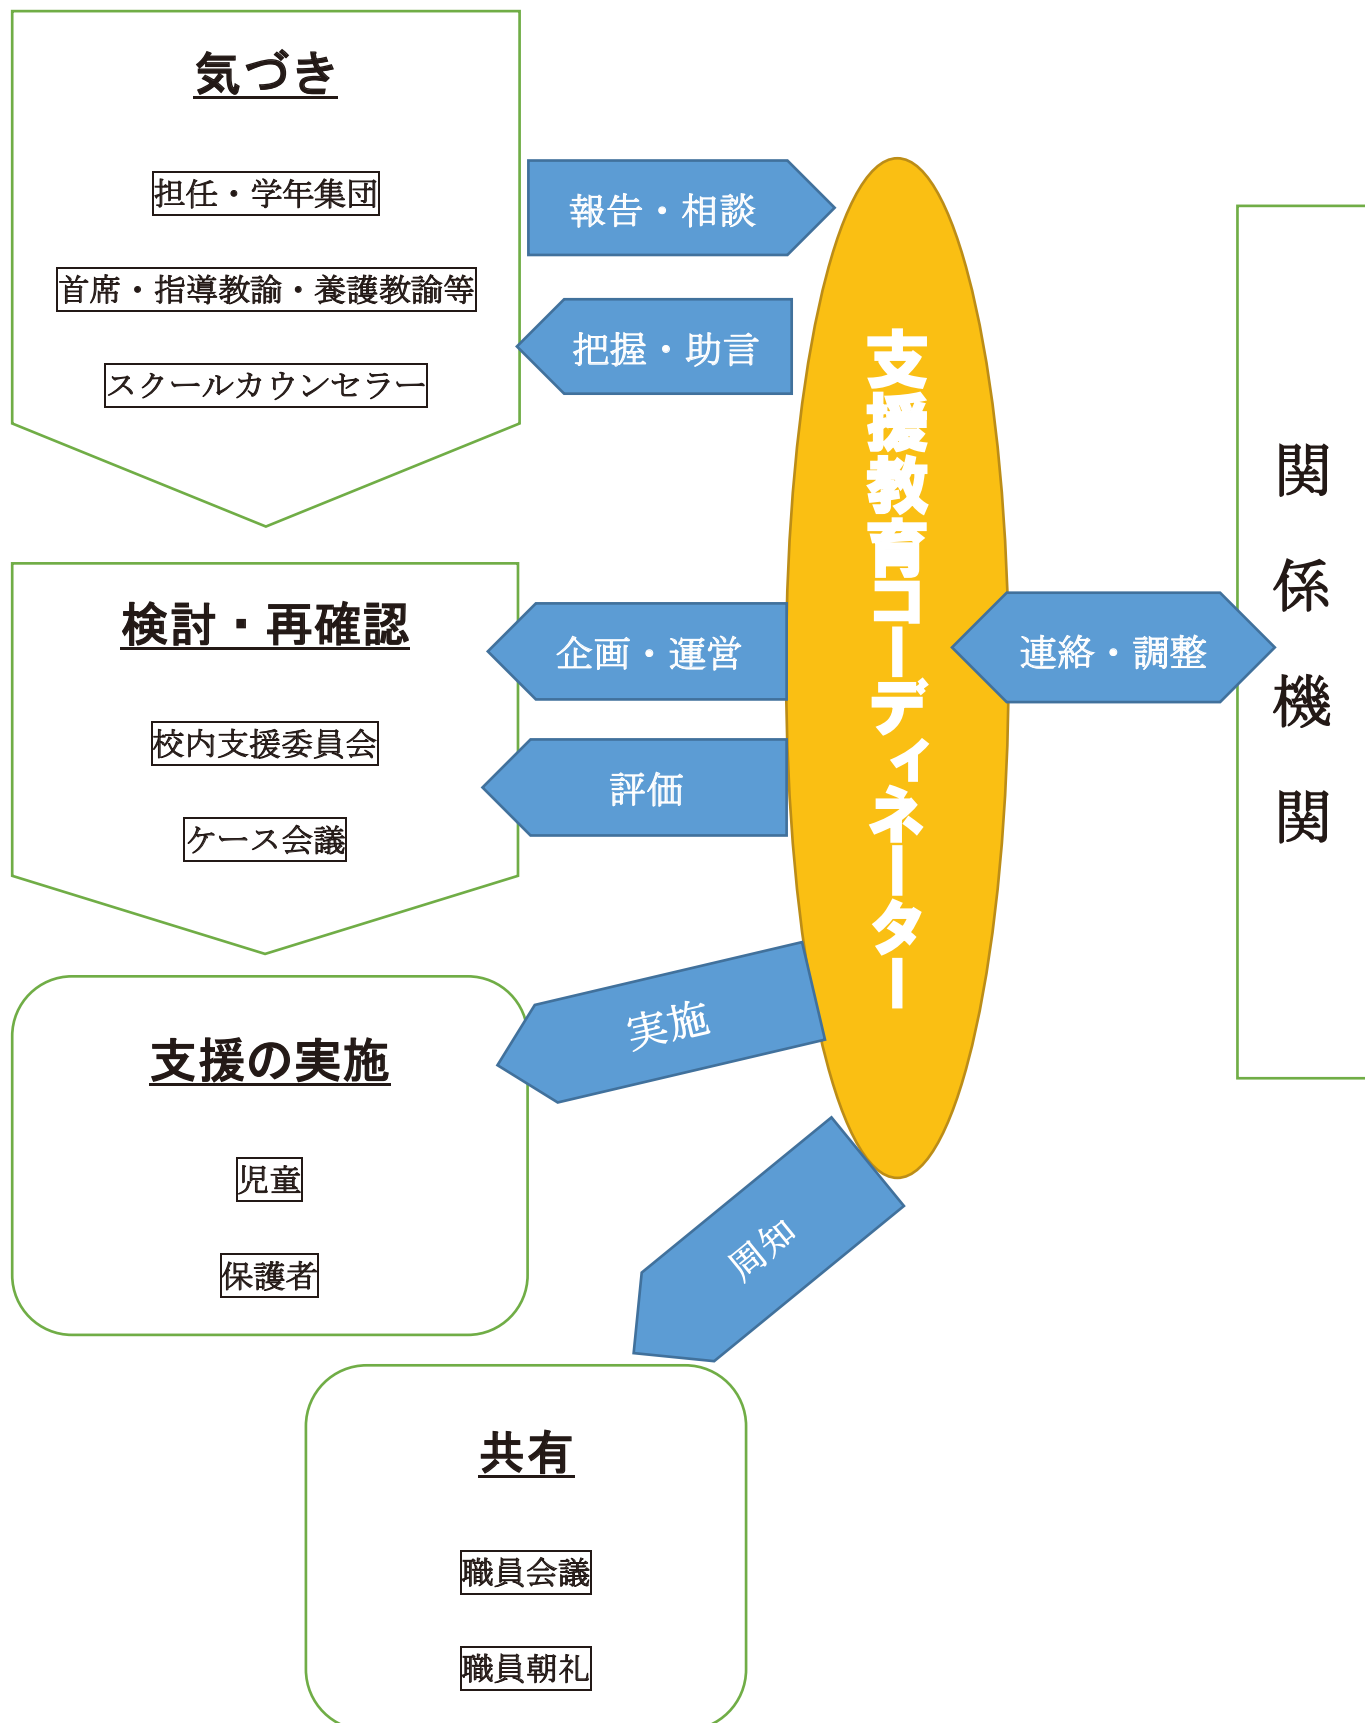 気づき
担任・学年集団
首席・指導教諭・養護教諭等
スクールカウンセラー
報告・相談
把握・助言
検討・再確認
校内支援委員会
ケース会議
企画・運営
評価
支援の実施
児童
保護者
実施
周知
共有
職員会議
職員朝礼
支援教育コーディネーター
連絡・調整
関係機関